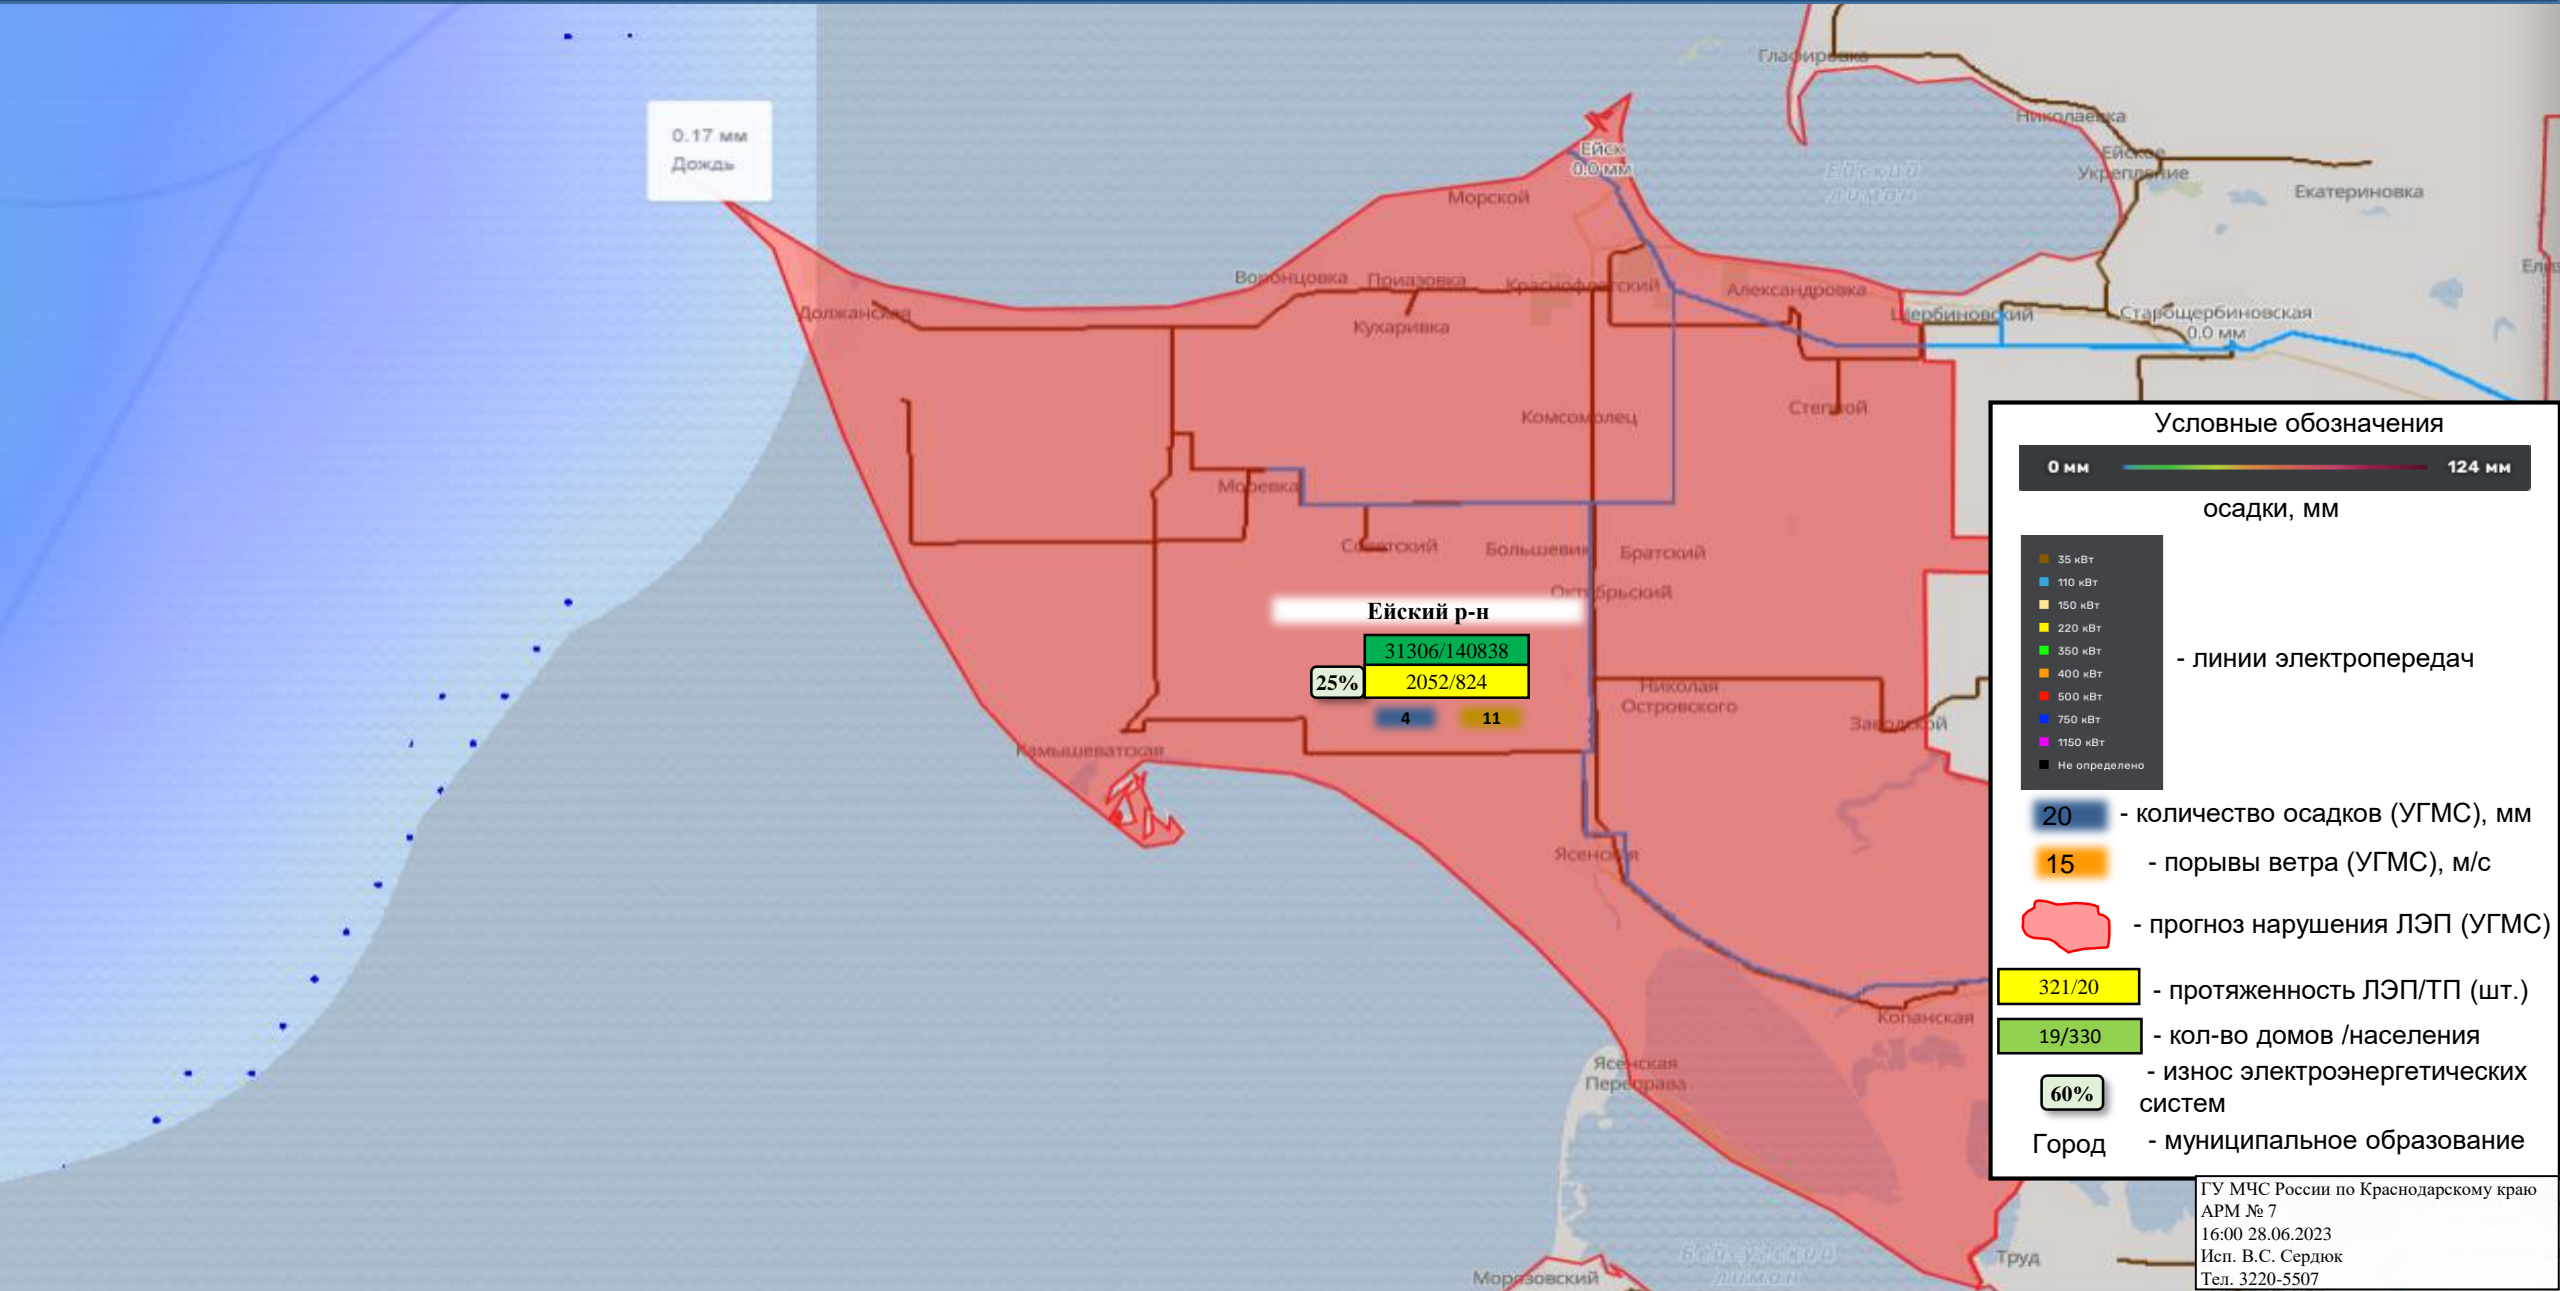 Глафировка
Николаевка
Ейское
Укрепление
Екатериновка
0.17 мм
Дождь
Ейск
0.0 мм
Ейский
лиман
Морской
Воронцовка
Приазовка
Краснофлотский
Александровка
Должанская
Кухаривка
Щербиновский
Старощербиновская
0.0 мм
Комсомолец
Степной
Моревка
Советский
Большевик
Братский
Октябрьский
Ейский р-н
31306/140838
25%
2052/824
4
11
Николая
Островского
Заводской
Камышеватская
Ясенская
Копанская
Ясенская
Переправа
Бейсугский
лиман
Морозовский
Труд
Условные обозначения
0 мм
124 мм
осадки, мм
35 кВт
110 кВт
150 кВт
220 кВт
350 кВт
400 кВт
500 кВт
750 кВт
1150 кВт
Не определено
- линии электропередач
20 - количество осадков (УГМС), мм
15 - порывы ветра (УГМС), м/с
- прогноз нарушения ЛЭП (УГМС)
321/20 - протяженность ЛЭП/ТП (шт.)
19/330 - кол-во домов /населения
60% - износ электроэнергетических
систем
Город - муниципальное образование
ГУ МЧС России по Краснодарскому краю
АРМ № 7
16:00 28.06.2023
Исп. В.С. Сердюк
Тел. 3220-5507